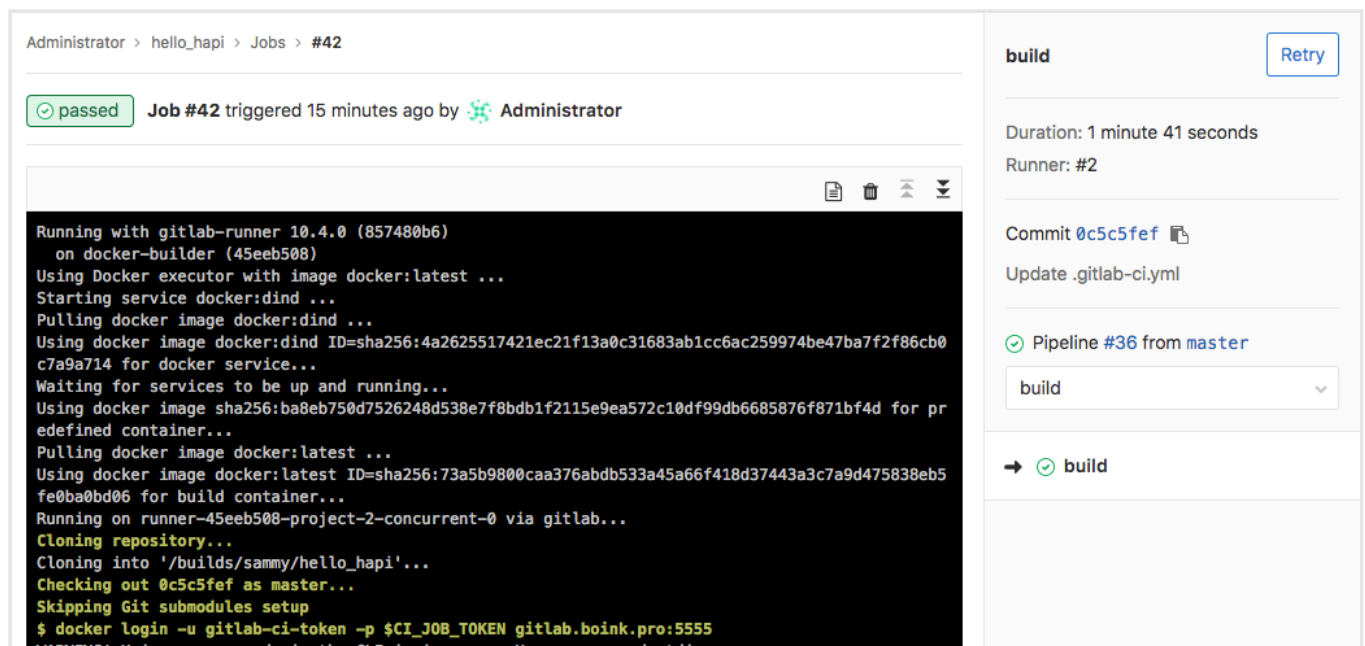 Administrator > hello_hapi > Jobs > #42
passed Job #42 triggered 15 minutes ago by Administrator
Running with gitlab-runner 10.4.0 (857480b6)
on docker-builder (45eeb508)
Using Docker executor with image docker:latest ...
Starting service docker:dind ...
Pulling docker image docker:dind ...
Using docker image docker:dind ID=sha256:4a2625517421ec21f13a0c31683ab1cc6ac259974be47ba7f2f86cb0
c7a9a714 for docker service...
Waiting for services to be up and running...
Using docker image sha256:ba8eb750d7526248d538e7f8bdb1f2115e9ea572c10df99db6685876f871bf4d for pr
edefined container...
Pulling docker image docker:latest ...
Using docker image docker:latest ID=sha256:73a5b9800caa376abdb533a45a66f418d37443a3c7a9d475838eb5
fe0ba0bd06 for build container...
Running on runner-45eeb508-project-2-concurrent-0 via gitlab...
Cloning repository...
Cloning into '/builds/sammy/hello_hapi'...
Checking out 0c5c5fef as master...
Skipping Git submodules setup
$ docker login -u gitlab-ci-token -p $CI_JOB_TOKEN gitlab.boink.pro:5555
build
Retry
Duration: 1 minute 41 seconds
Runner: #2
Commit 0c5c5fef
Update .gitlab-ci.yml
Pipeline #36 from master
build
build